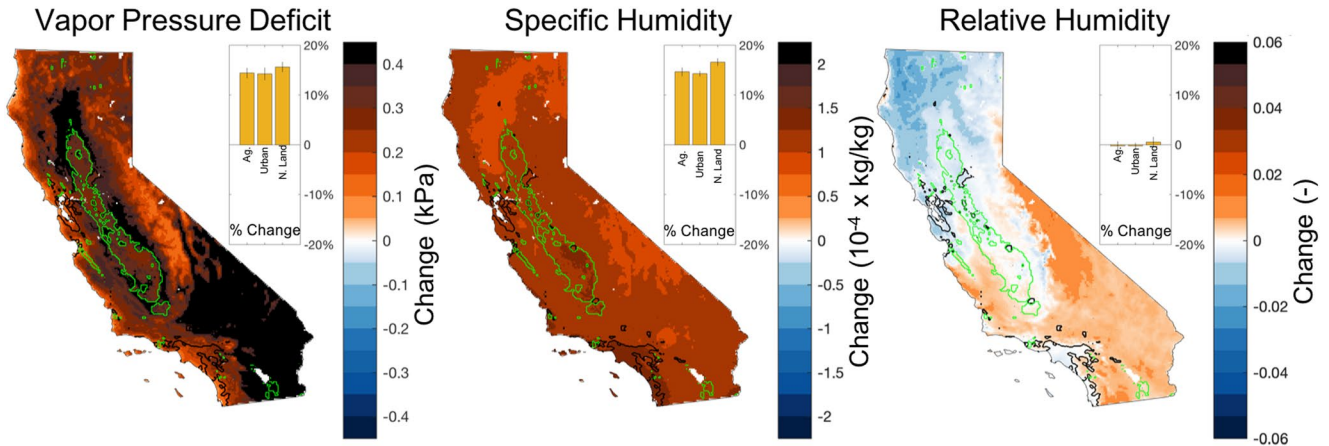 Vapor Pressure Deficit
20%
10%
0
-10%
-20%
Ag.
Urban
N. Land
% Change
0.4
0.3
0.2
0.1
0
-0.1
-0.2
-0.3
-0.4
Change (kPa)
Specific Humidity
20%
10%
0
-10%
-20%
Ag.
Urban
N. Land
% Change
2
1.5
1
0.5
0
-0.5
-1
-1.5
-2
Change (10⁻⁴ x kg/kg)
Relative Humidity
20%
10%
0
-10%
-20%
Ag.
Urban
N. Land
% Change
0.06
0.04
0.02
0
-0.02
-0.04
-0.06
Change (-)